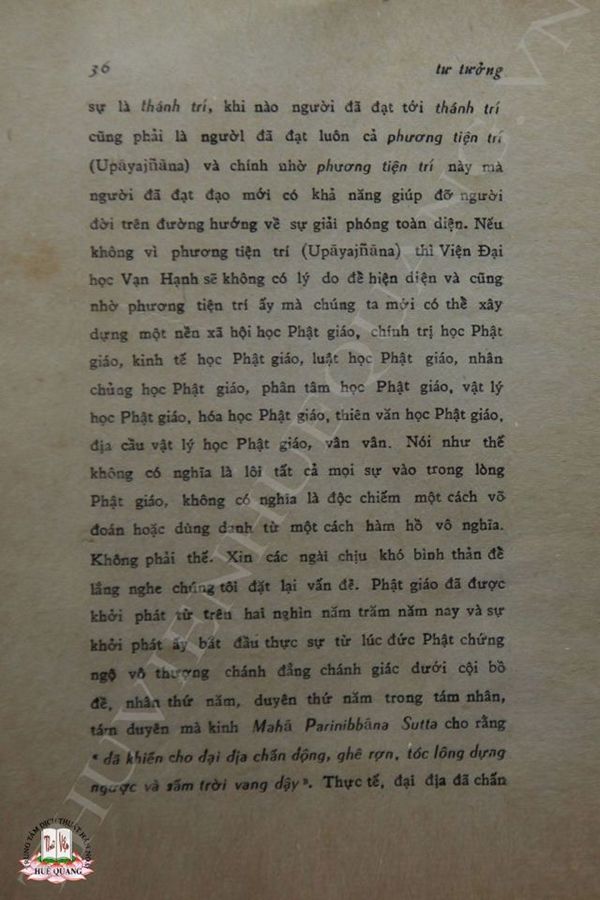 36
tư tưởng
sự là thánh trí, khi nào người đã đạt tới thánh trí
cũng phải là người đã đạt luôn cả phương tiện trí
(Upāyajñāna) và chính nhờ phương tiện trí này mà
người đã đạt đạo mới có khả năng giúp đỡ người
đời trên đường hướng về sự giải phóng toàn diện. Nếu
không vì phương tiện trí (Upāyajñāna) thì Viện Đại
học Vạn Hạnh sẽ không có lý do để hiện diện và cũng
nhờ phương tiện trí ấy mà chúng ta mới có thể xây
dựng một nền xã hội học Phật giáo, chính trị học Phật
giáo, kinh tế học Phật giáo, luật học Phật giáo, nhân
chủng học Phật giáo, phân tâm học Phật giáo, vật lý
học Phật giáo, hóa học Phật giáo, thiên văn học Phật giáo,
địa cầu vật lý học Phật giáo, vân vân. Nói như thế
không có nghĩa là lôi tất cả mọi sự vào trong lòng
Phật giáo, không có nghĩa là độc chiếm một cách võ
đoán hoặc dùng danh từ một cách hàm hồ vô nghĩa.
Không phải thế. Xin các ngài chịu khó bình thản để
lắng nghe chúng tôi đặt lại vấn đề. Phật giáo đã được
khởi phát từ trên hai nghìn năm trăm năm nay và sự
khởi phát ấy bắt đầu thực sự từ lúc đức Phật chứng
ngộ vô thượng chánh đẳng chánh giác dưới cội bồ
đề, nhân thứ năm, duyên thứ năm trong tám nhân,
tám duyên mà kinh Mahā Parinibbāna Sutta cho rằng
« đã khiến cho đại địa chấn động, ghê rợn, tóc lông dựng
ngược và sấm trời vang dậy ». Thực tế, đại địa đã chấn
THUVIENHUEQUANG.VN
TRUNG TÂM DỊCH THUẬT HÁN NÔM
Thư Viện
HUỆ QUANG